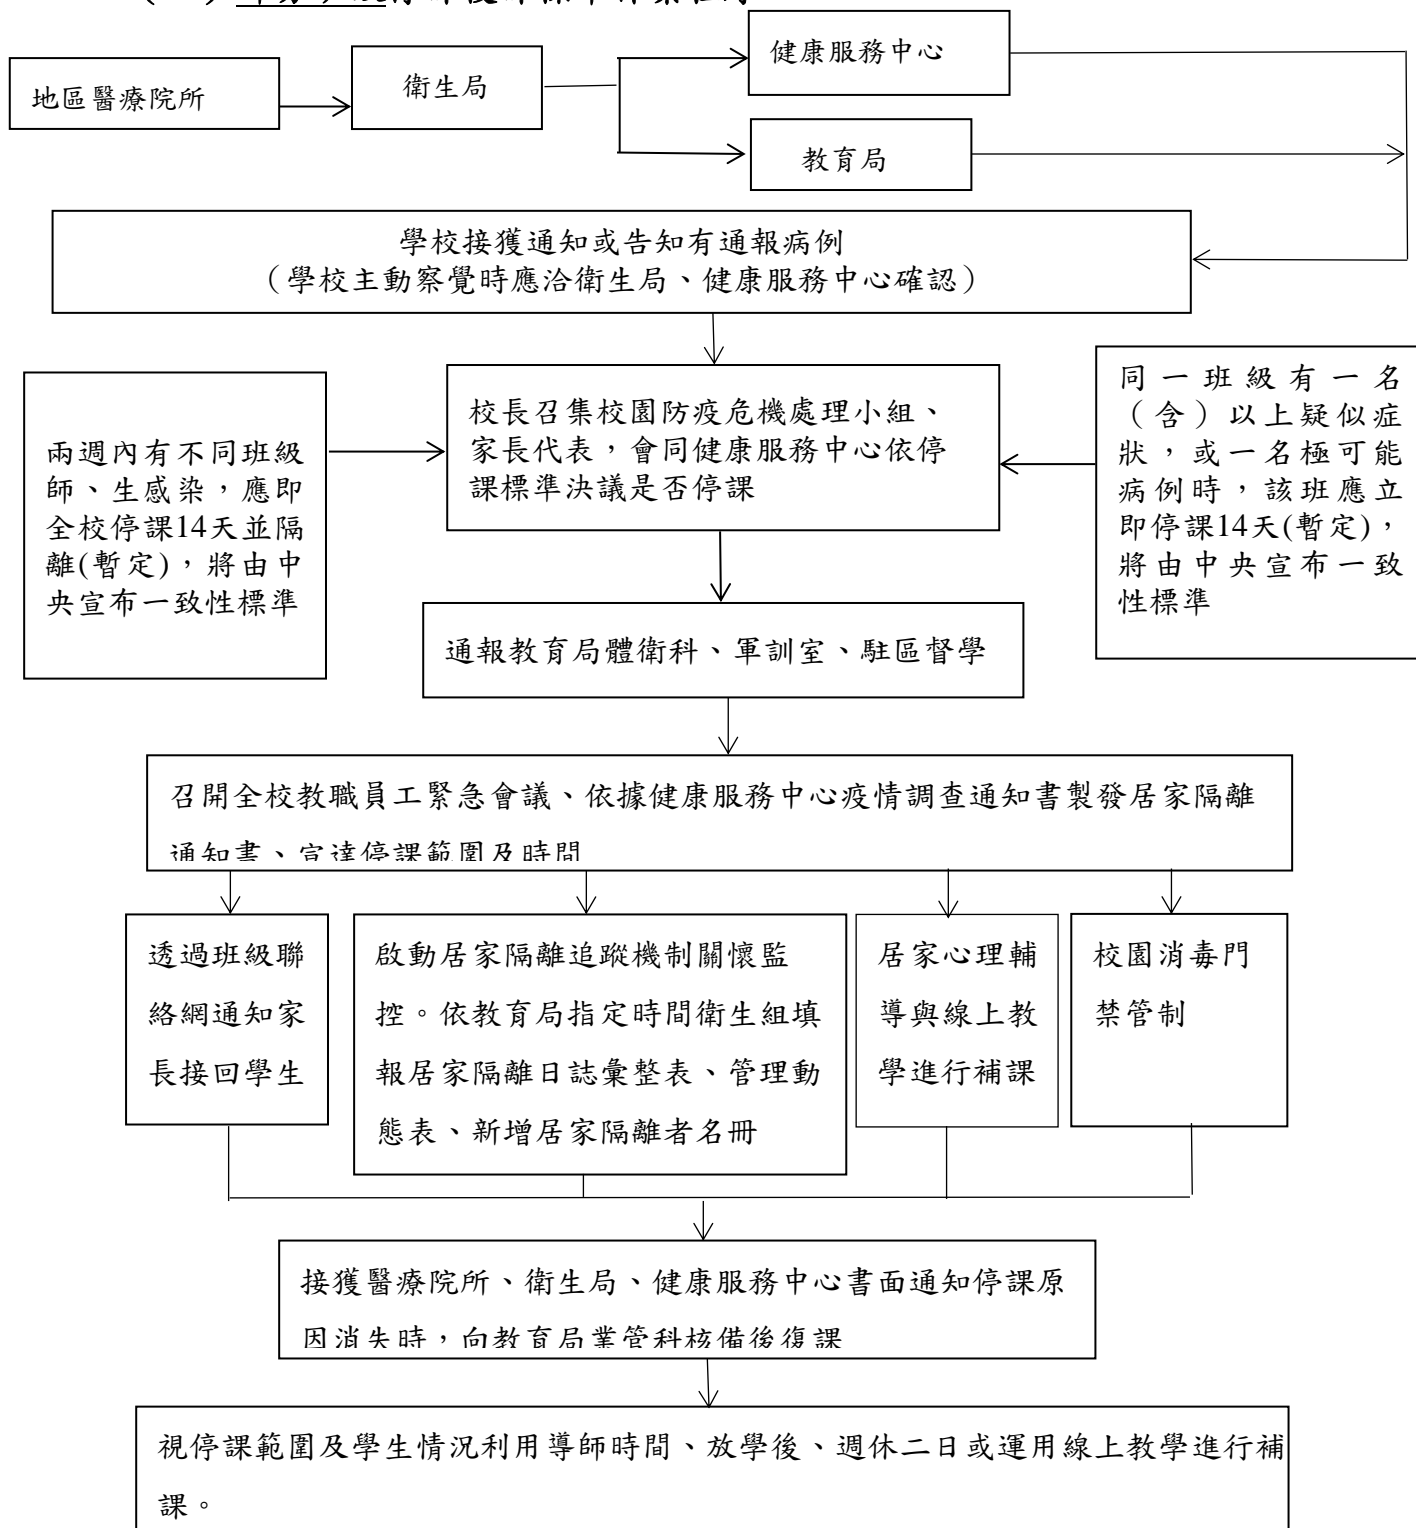 健康服務中心
地區醫療院所
衛生局
教育局
學校接獲通知或告知有通報病例
（學校主動察覺時應洽衛生局、健康服務中心確認）
兩週內有不同班級
師、生感染，應即
全校停課14天並隔
離(暫定)，將由中
央宣布一致性標準
校長召集校園防疫危機處理小組、
家長代表，會同健康服務中心依停
課標準決議是否停課
同一班級有一名
（含）以上疑似症
狀，或一名極可能
病例時，該班應立
即停課14天(暫定)，
將由中央宣布一致
性標準
通報教育局體衛科、軍訓室、駐區督學
召開全校教職員工緊急會議、依據健康服務中心疫情調查通知書製發居家隔離
通知書、宣達停課範圍及時間
透過班級聯
絡網通知家
長接回學生
啟動居家隔離追蹤機制關懷監
控。依教育局指定時間衛生組填
報居家隔離日誌彙整表、管理動
態表、新增居家隔離者名冊
居家心理輔
導與線上教
學進行補課
校園消毒門
禁管制
接獲醫療院所、衛生局、健康服務中心書面通知停課原
因消失時，向教育局業管科核備後復課
視停課範圍及學生情況利用導師時間、放學後、週休二日或運用線上教學進行補
課。